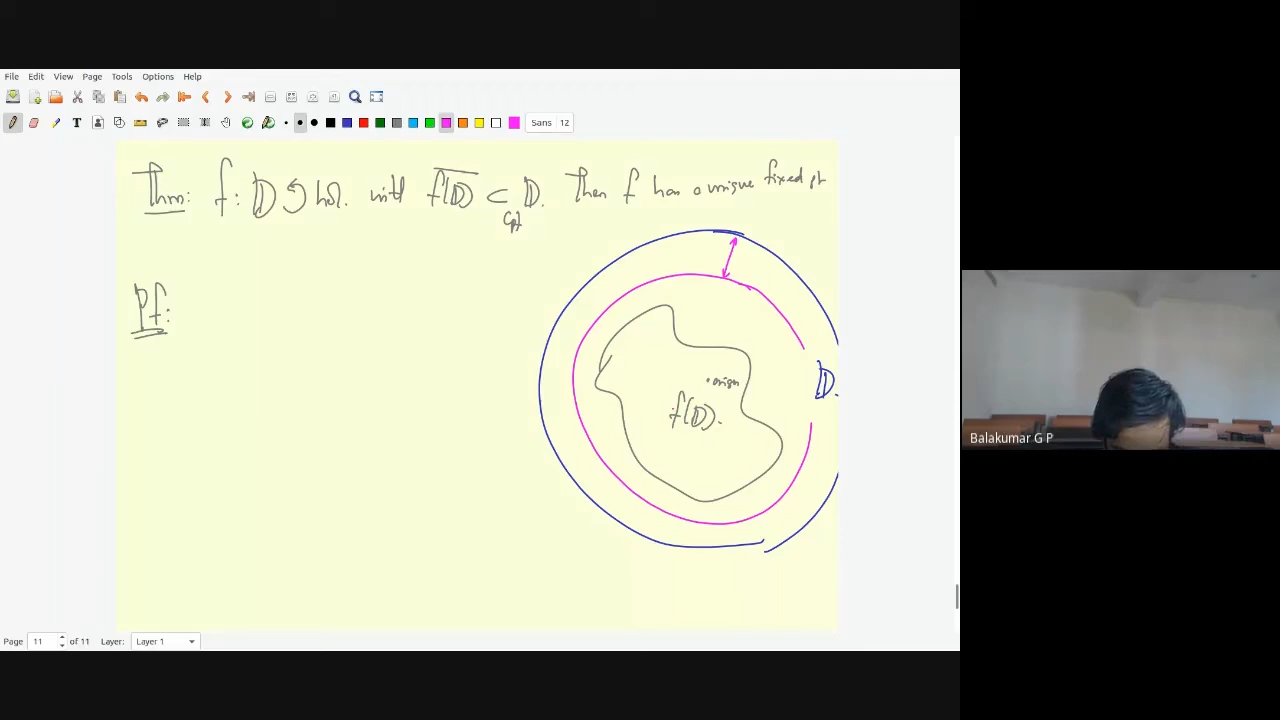 File Edit View Page Tools Options Help
Sans 12
Thm: f: 𝔻 ↺ hol. with \overline{f(𝔻)} ⊂ 𝔻. Then f has a unique fixed pt
cpt
Pf:
origin
𝔻.
f(𝔻).
Balakumar G P
Page 11 of 11 Layer: Layer 1